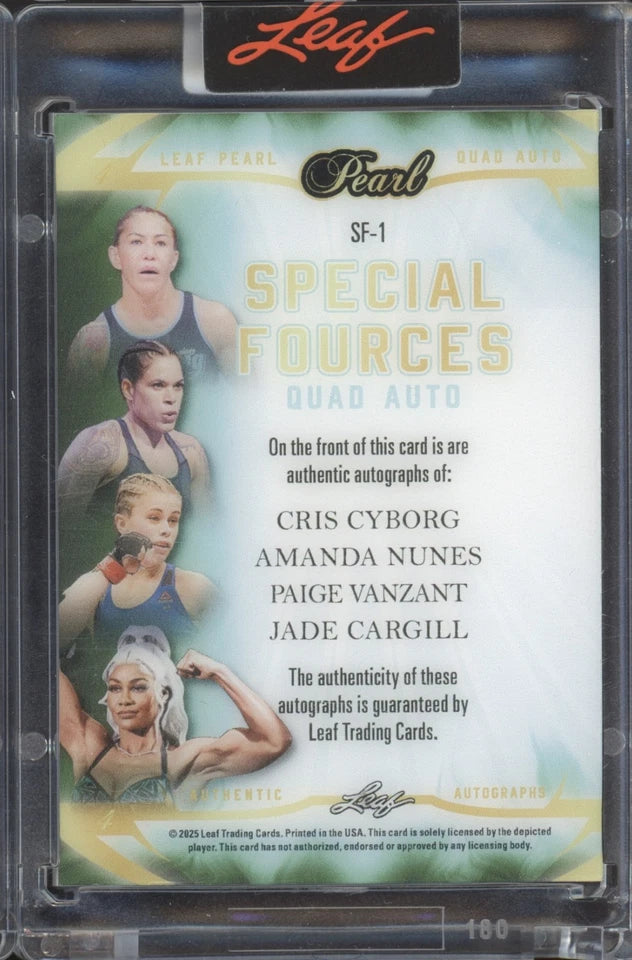 Leaf
LEAF PEARL
Pearl
QUAD AUTO
SF-1
SPECIAL
FOURCES
QUAD AUTO
On the front of this card is are
authentic autographs of:
CRIS CYBORG
AMANDA NUNES
PAIGE VANZANT
JADE CARGILL
The authenticity of these
autographs is guaranteed by
Leaf Trading Cards.
AUTHENTIC
Leaf
AUTOGRAPHS
© 2025 Leaf Trading Cards. Printed in the USA. This card is solely licensed by the depicted
player. This card has not authorized, endorsed or approved by any licensing body.
180